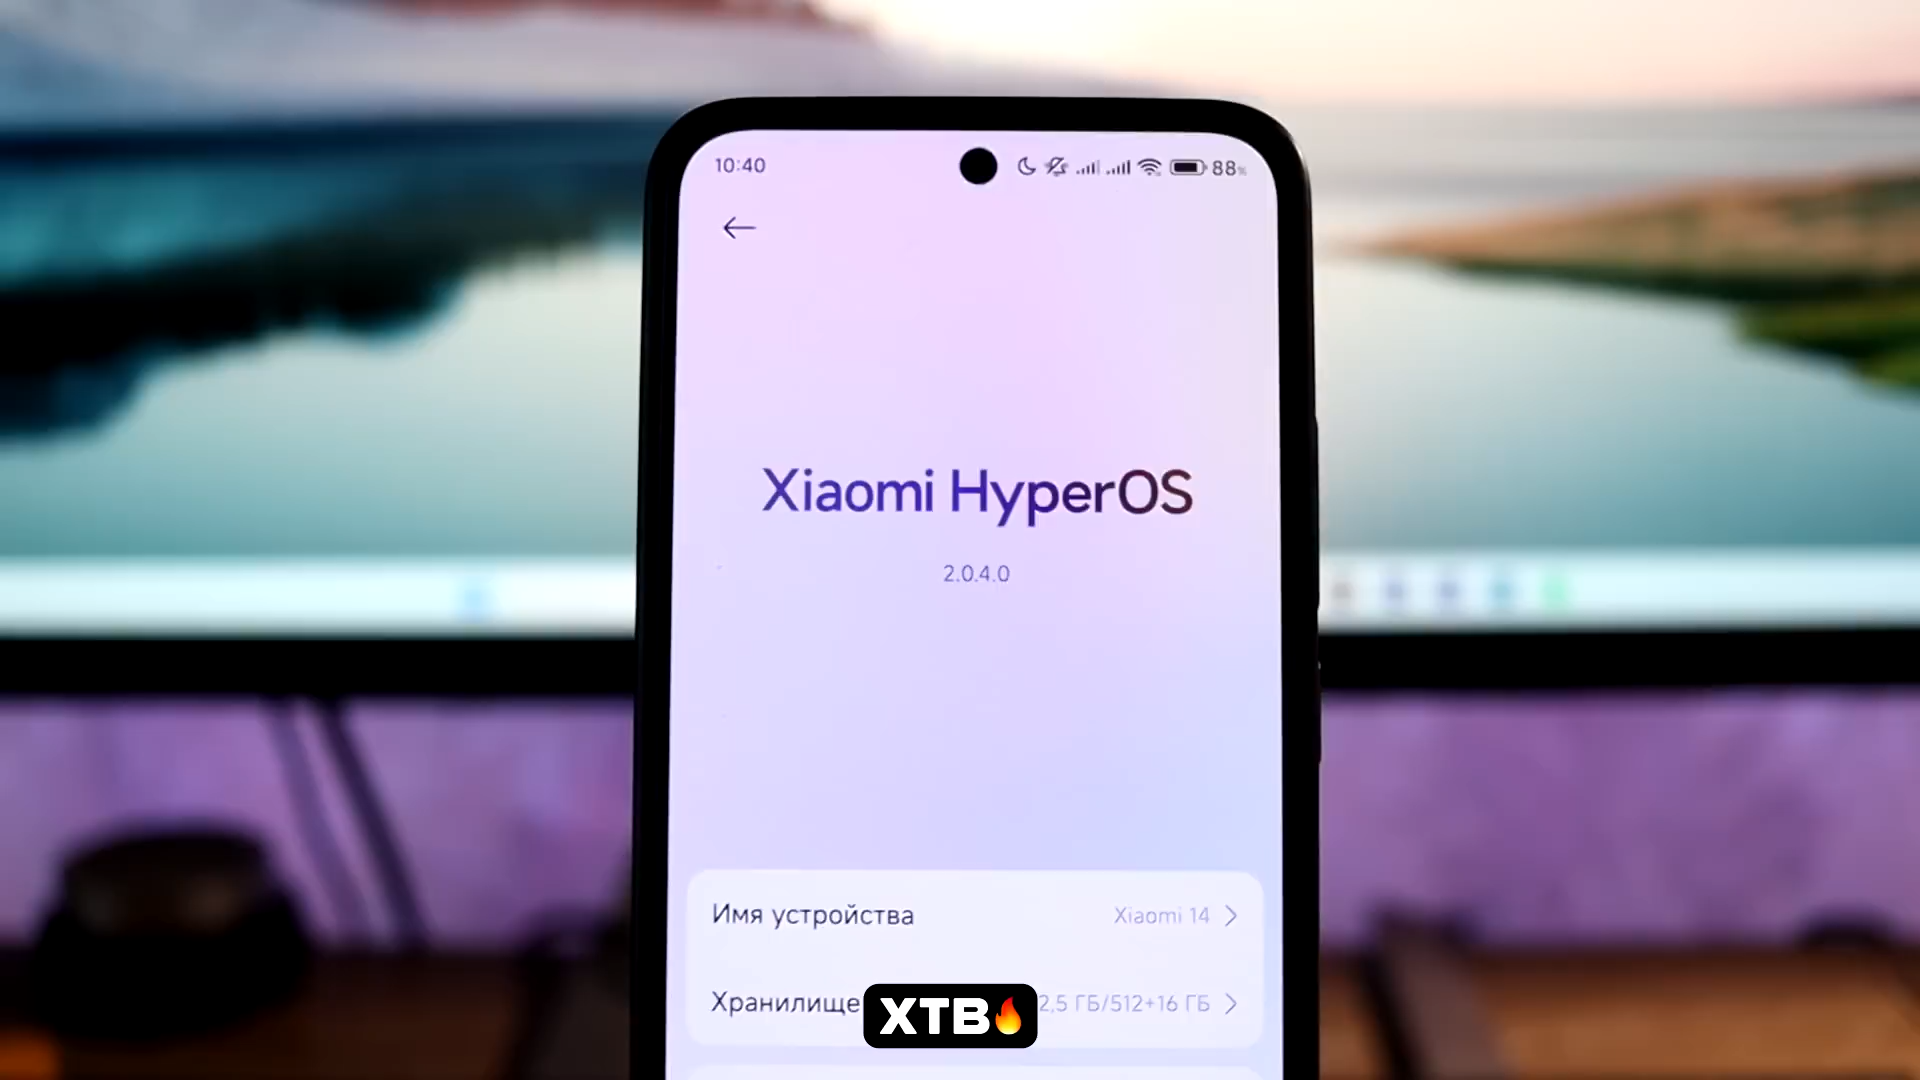 10:40
88%
Xiaomi HyperOS
2.0.4.0
Имя устройства
Xiaomi 14
Хранилище
2,5 ГБ/512+16 ГБ
XTB🔥